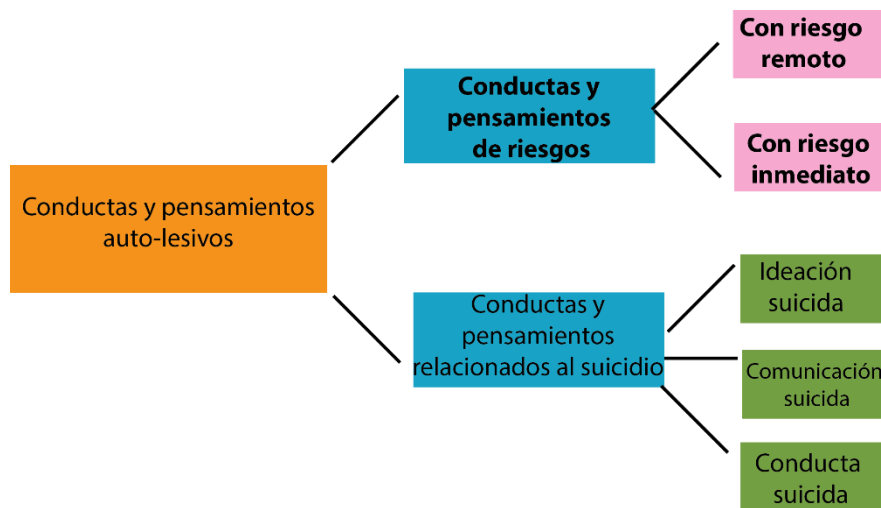 Conductas y pensamientos
auto-lesivos
Conductas y
pensamientos
de riesgos
Con riesgo
remoto
Con riesgo
inmediato
Conductas y
pensamientos
relacionados al suicidio
Ideación
suicida
Comunicación
suicida
Conducta
suicida